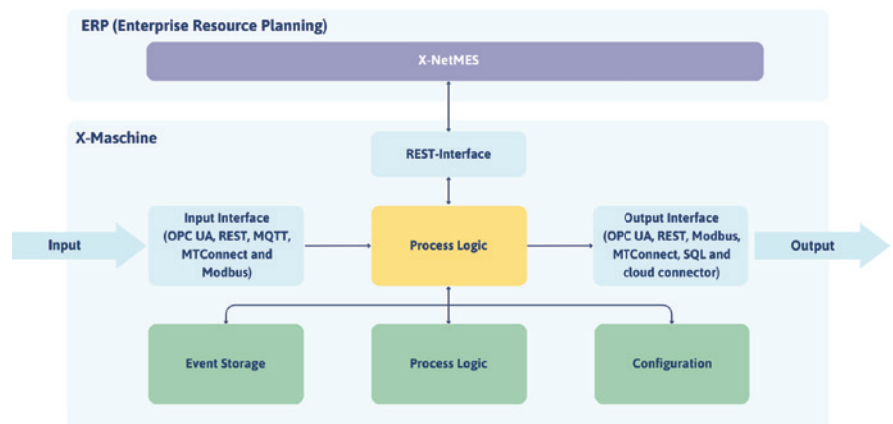 ERP (Enterprise Resource Planning)
X-NetMES
X-Maschine
REST-Interface
Input
Input Interface
(OPC UA, REST, MQTT,
MTConnect and
Modbus)
Process Logic
Output Interface
(OPC UA, REST, Modbus,
MTConnect, SQL and
cloud connector)
Output
Event Storage
Process Logic
Configuration